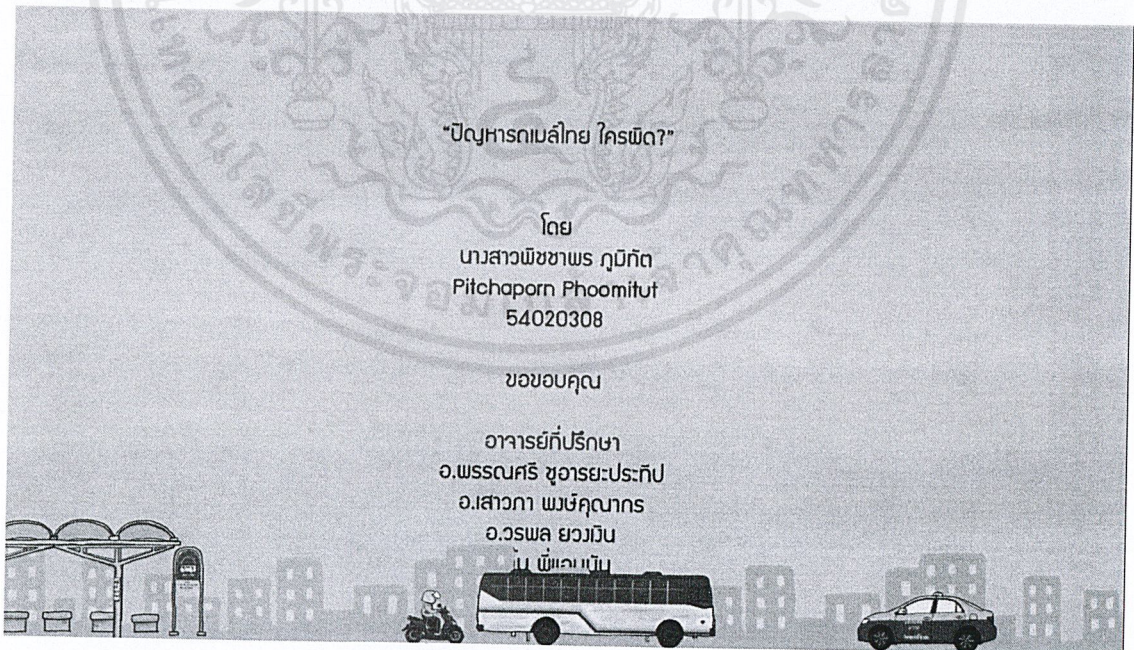 "ปัญหารถเมล์ไทย ใครผิด?"
โดย
นางสาวพิชชาพร ภูมิทัต
Pitchaporn Phoomitut
54020308
ขอขอบคุณ
อาจารย์ที่ปรึกษา
อ.พรรณศรี ชูอารยะประทีป
อ.เสาวภา พงษ์คุณากร
อ.วรพล ยวงเงิน